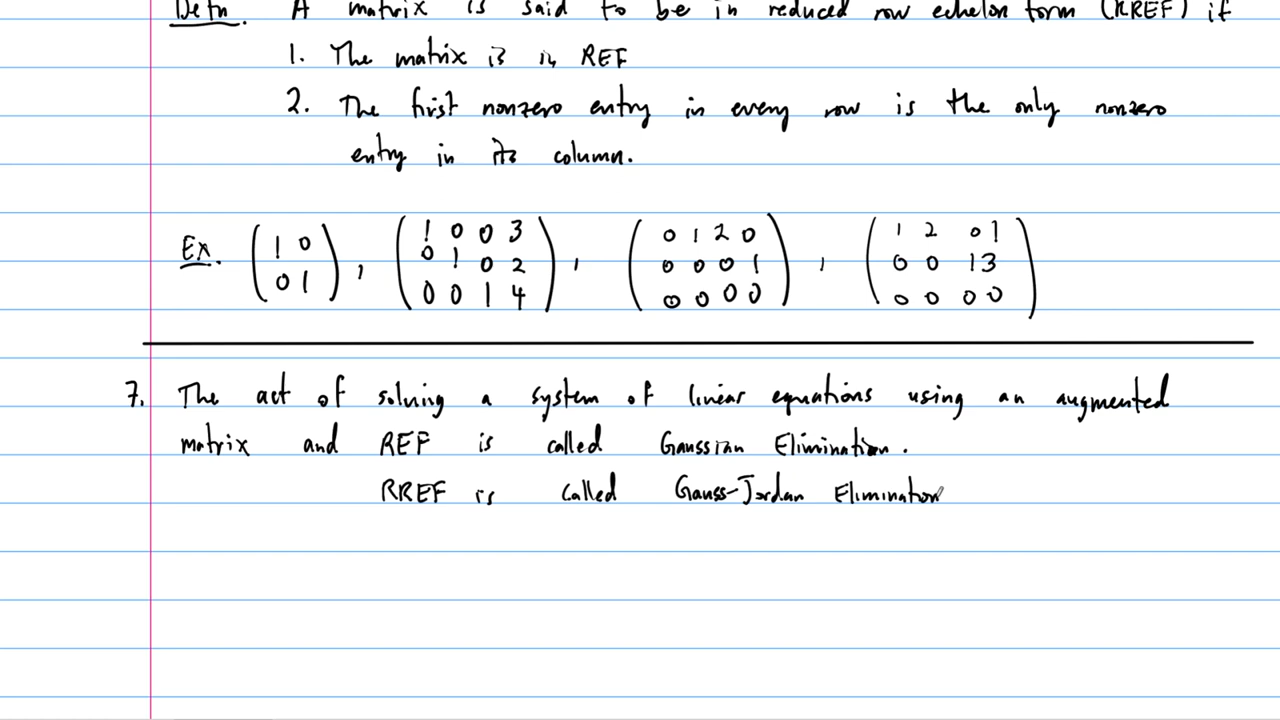 Defn. A matrix is said to be in reduced row echelon form (RREF) if
1. The matrix is in REF
2. The first nonzero entry in every row is the only nonzero
entry in its column.
Ex. (1 0 , (1 0 0 3 , (0 1 2 0 , (1 2 0 1
0 1) 0 1 0 2 0 0 0 1 0 0 1 3
0 0 1 4) 0 0 0 0) 0 0 0 0)
7. The act of solving a system of linear equations using an augmented
matrix and REF is called Gaussian Elimination.
RREF is called Gauss-Jordan Elimination